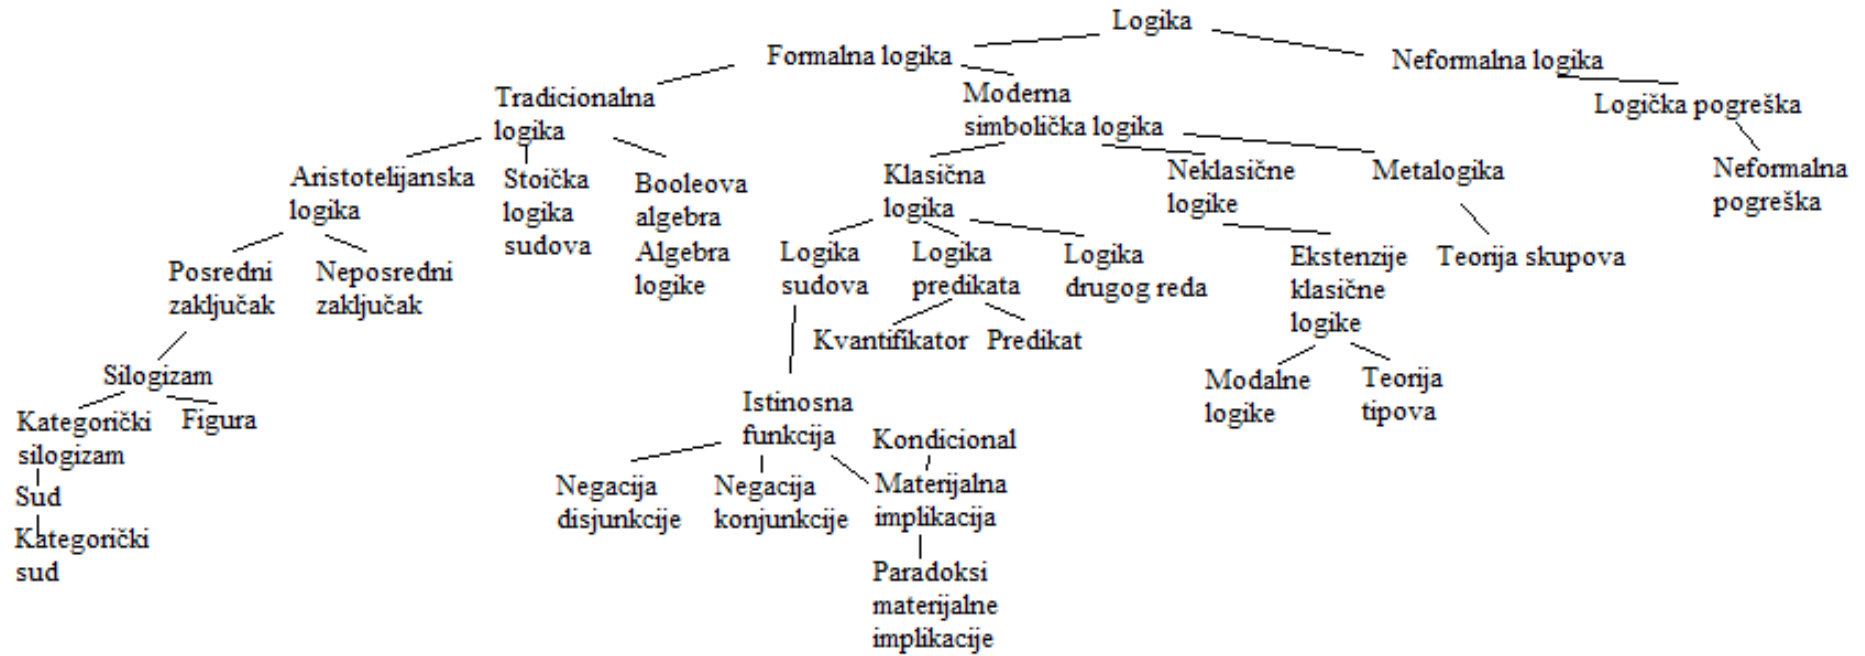 Logika
Formalna logika
Neformalna logika
Tradicionalna
logika
Moderna
simbolička logika
Logička pogreška
Aristotelijanska
logika
Stoička
logika
sudova
Booleova
algebra
Algebra
logike
Klasična
logika
Neklasične
logike
Metalogika
Neformalna
pogreška
Posredni
zaključak
Neposredni
zaključak
Logika
sudova
Logika
predikata
Logika
drugog reda
Ekstenzije
klasične
logike
Teorija skupova
Kvantifikator
Predikat
Silogizam
Modalne
logike
Teorija
tipova
Kategorički
silogizam
Figura
Istinosna
funkcija
Kondicional
Sud
Negacija
disjunkcije
Negacija
konjunkcije
Materijalna
implikacija
Kategorički
sud
Paradoksi
materijalne
implikacije